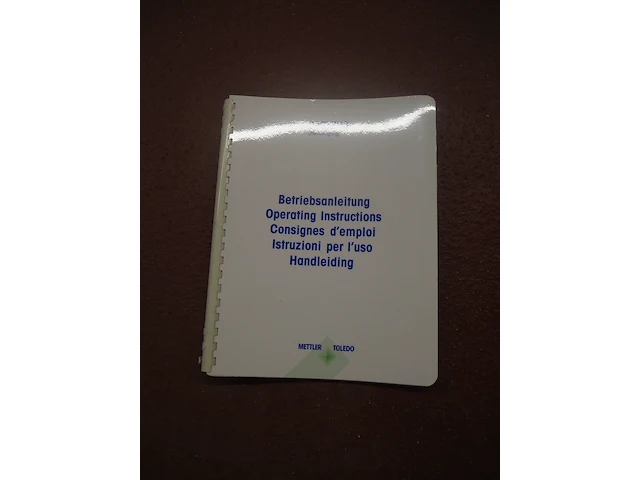 Betriebsanleitung
Operating Instructions
Consignes d'emploi
Istruzioni per l'uso
Handleiding
METTLER TOLEDO